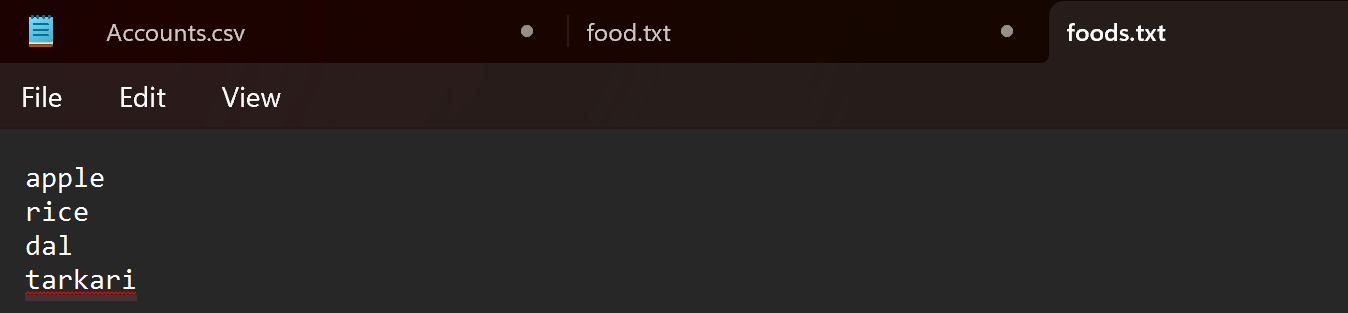 Accounts.csv food.txt foods.txt
File Edit View
apple
rice
dal
tarkari